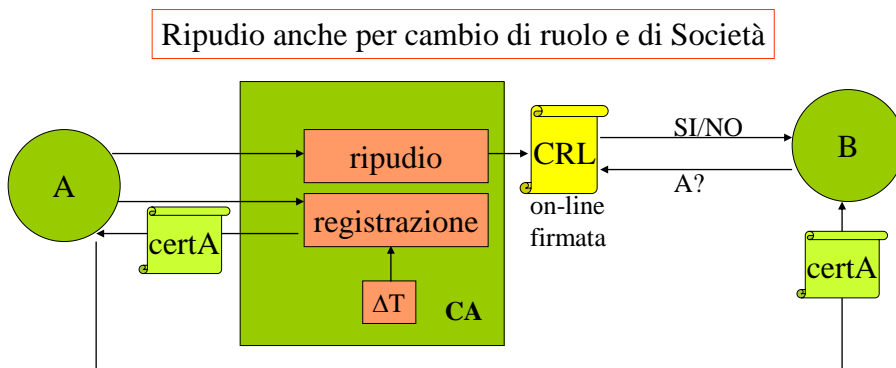 Ripudio anche per cambio di ruolo e di Società
A
ripudio
registrazione
certA
ΔT
CA
CRL
on-line
firmata
SI/NO
A?
B
certA